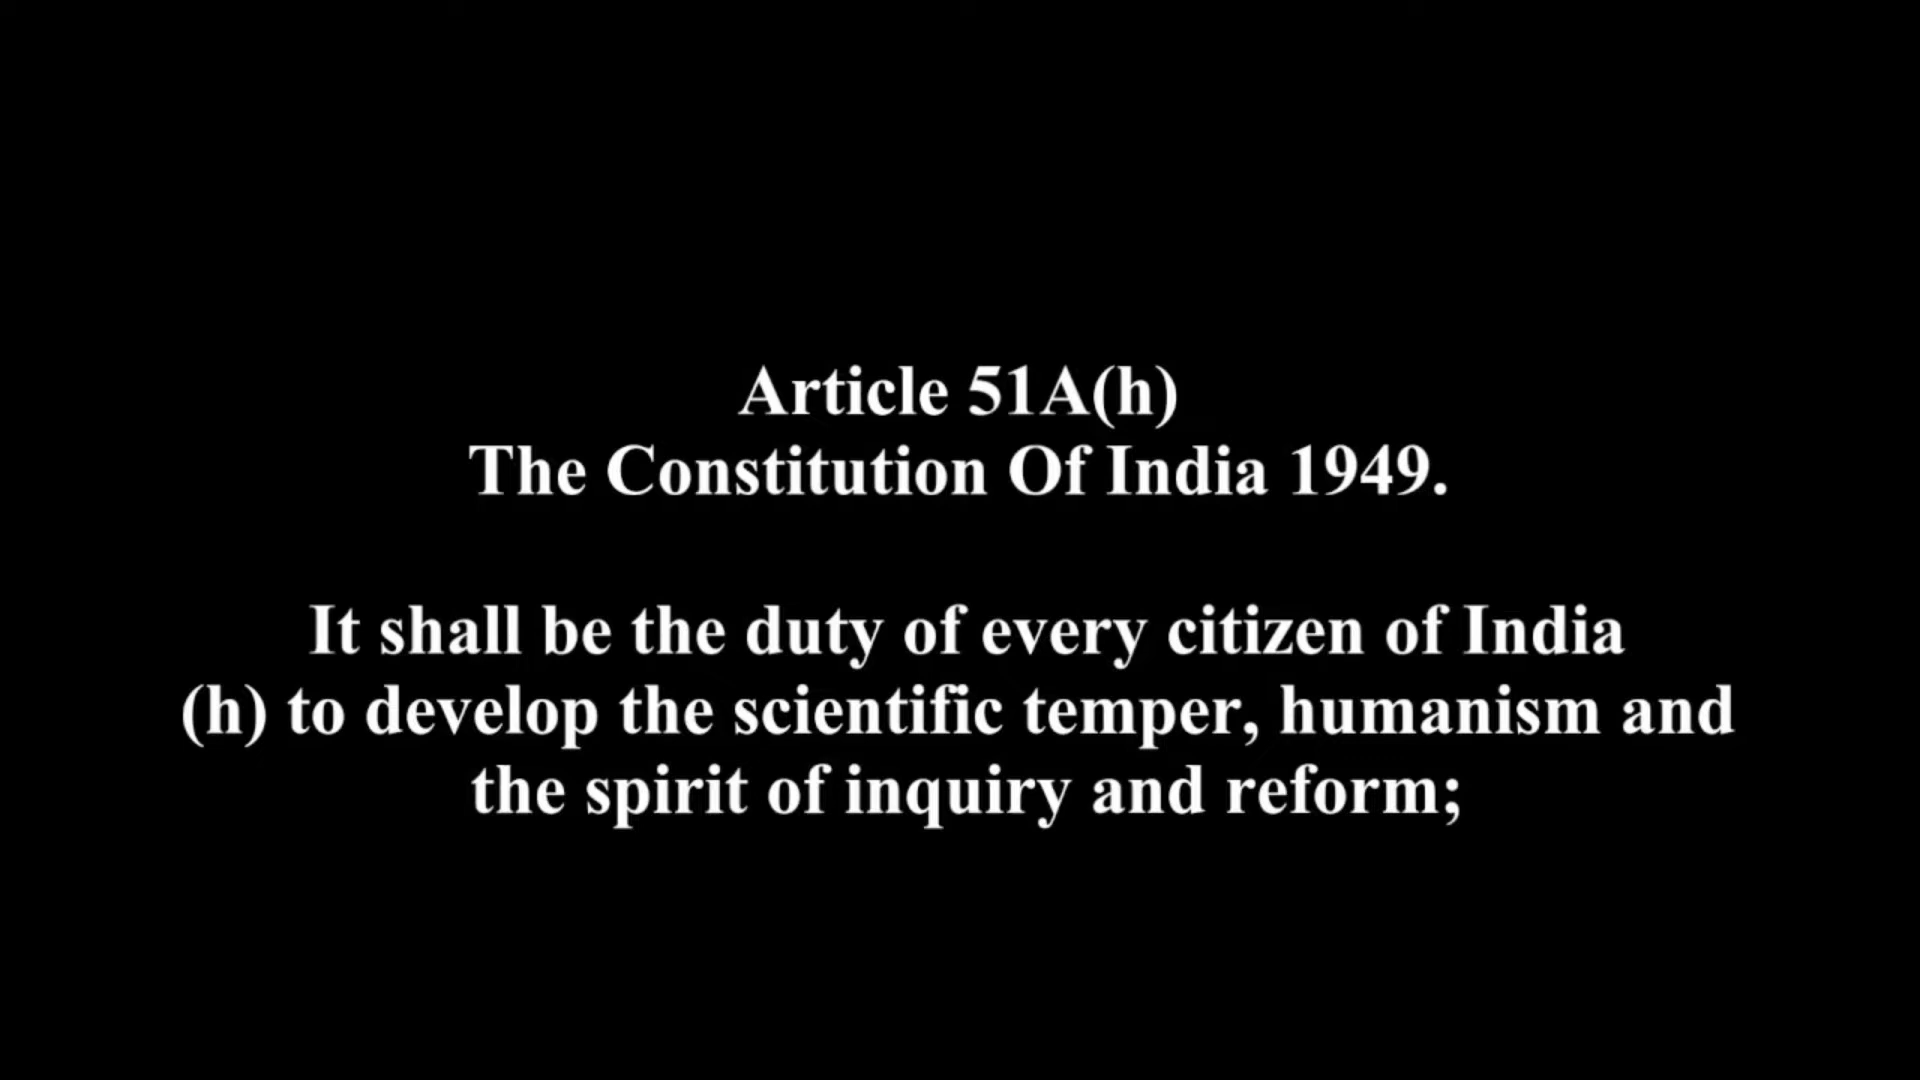 Article 51A(h)
The Constitution Of India 1949.
It shall be the duty of every citizen of India
(h) to develop the scientific temper, humanism and
the spirit of inquiry and reform;